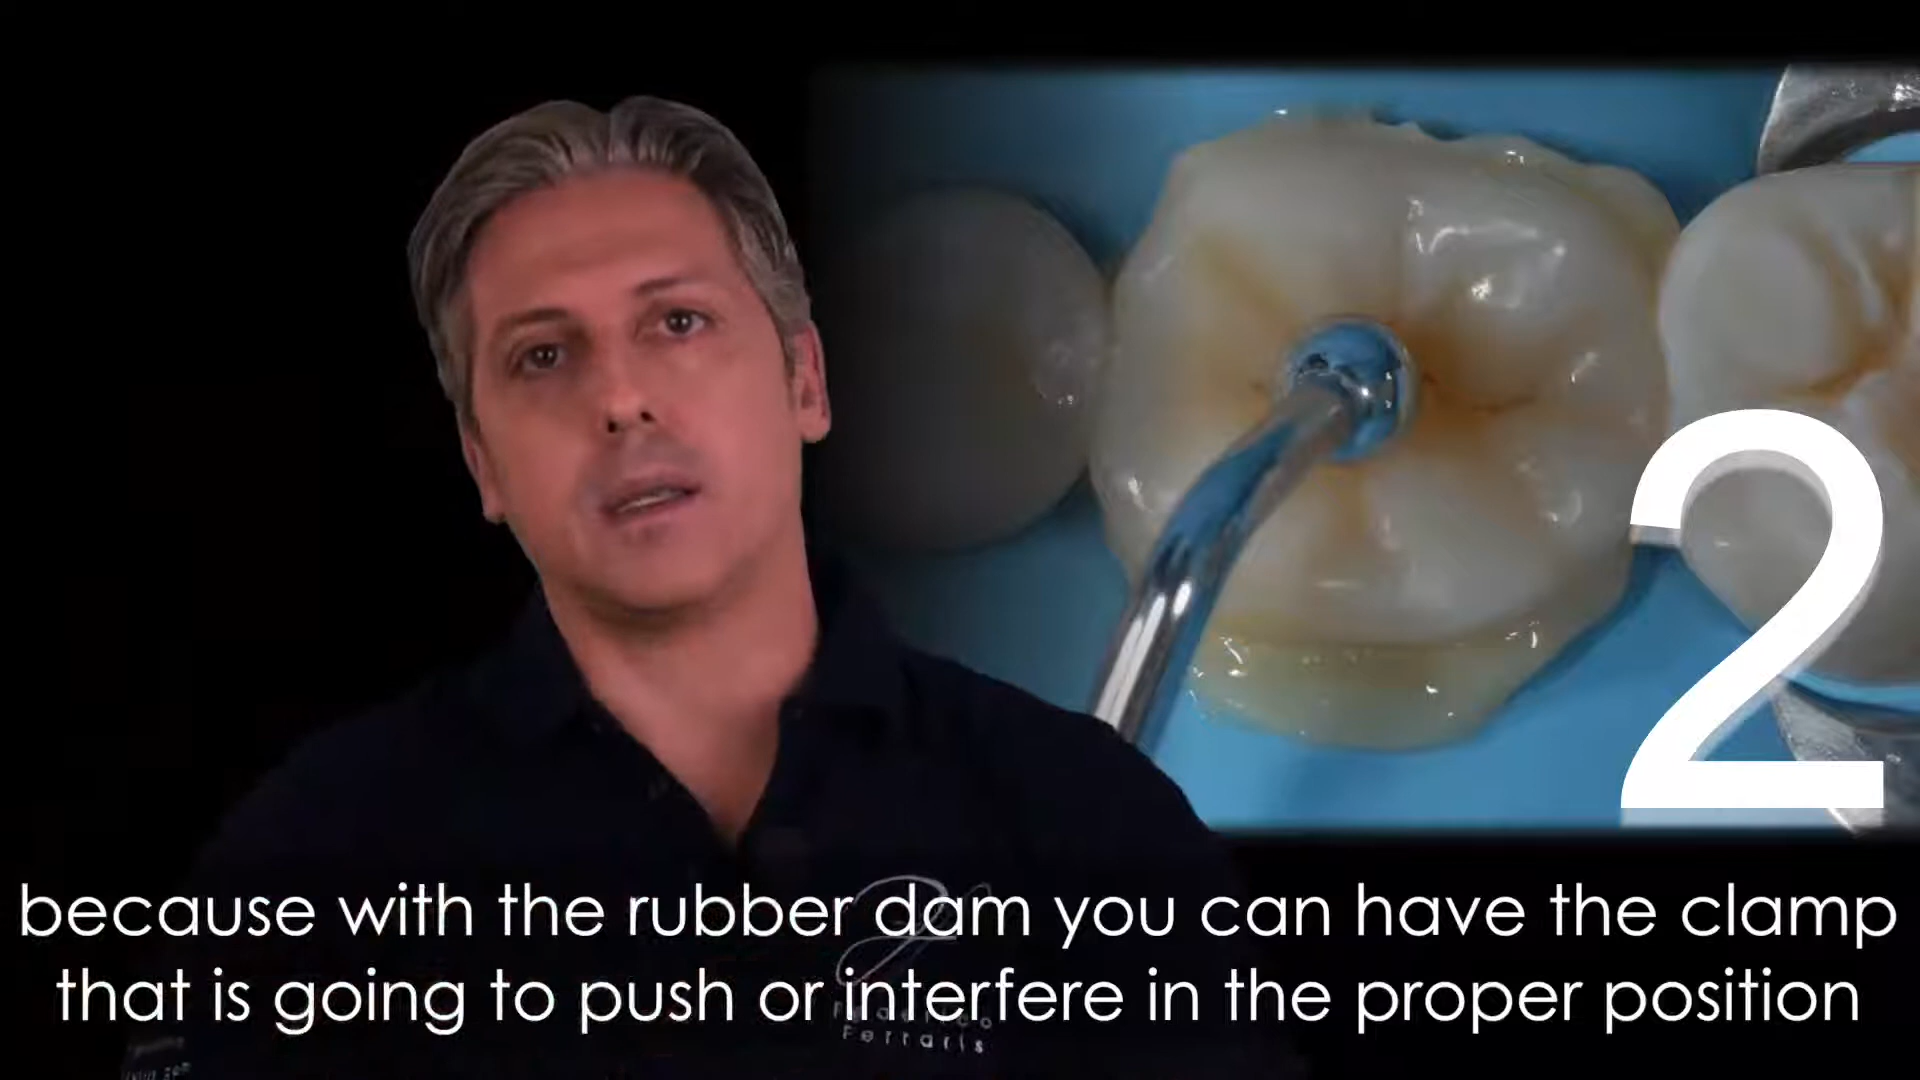 2
because with the rubber dam you can have the clamp
that is going to push or interfere in the proper position
Ferraris